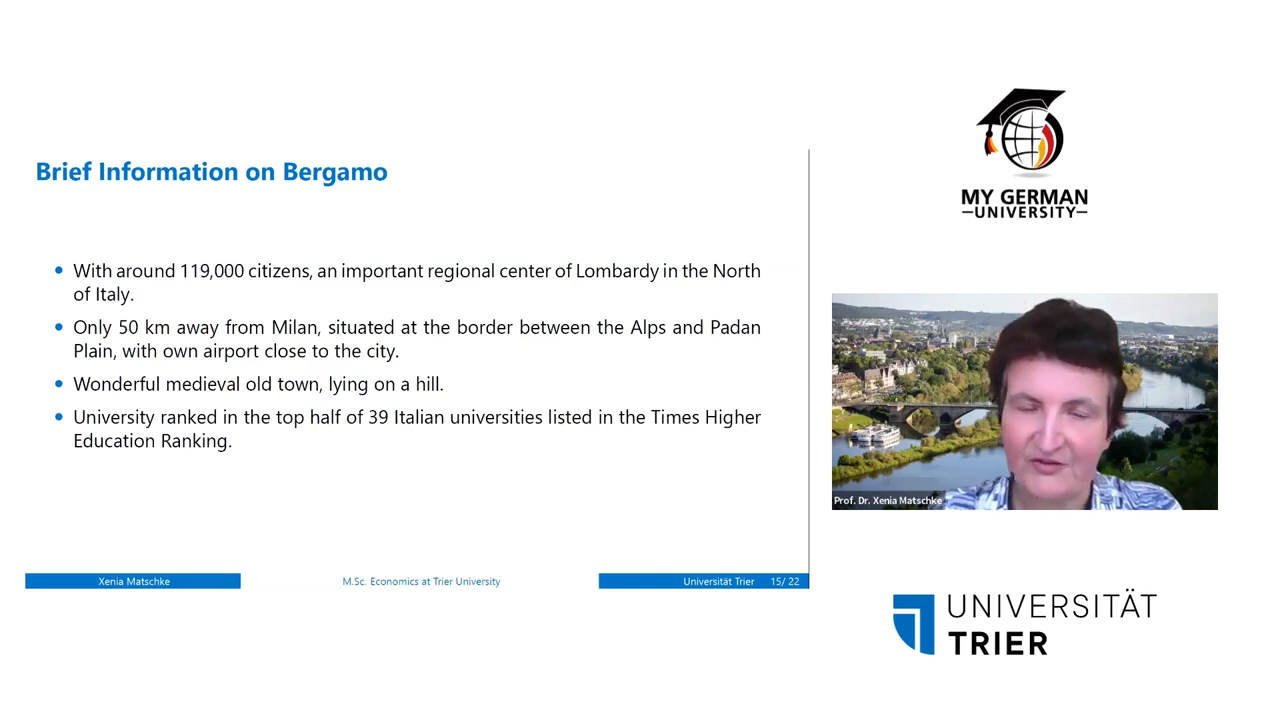 Brief Information on Bergamo
• With around 119,000 citizens, an important regional center of Lombardy in the North
of Italy.
• Only 50 km away from Milan, situated at the border between the Alps and Padan
Plain, with own airport close to the city.
• Wonderful medieval old town, lying on a hill.
• University ranked in the top half of 39 Italian universities listed in the Times Higher
Education Ranking.
Xenia Matschke
M.Sc. Economics at Trier University
Universität Trier 15/ 22
MY GERMAN
UNIVERSITY
Prof. Dr. Xenia Matschke
UNIVERSITÄT
TRIER